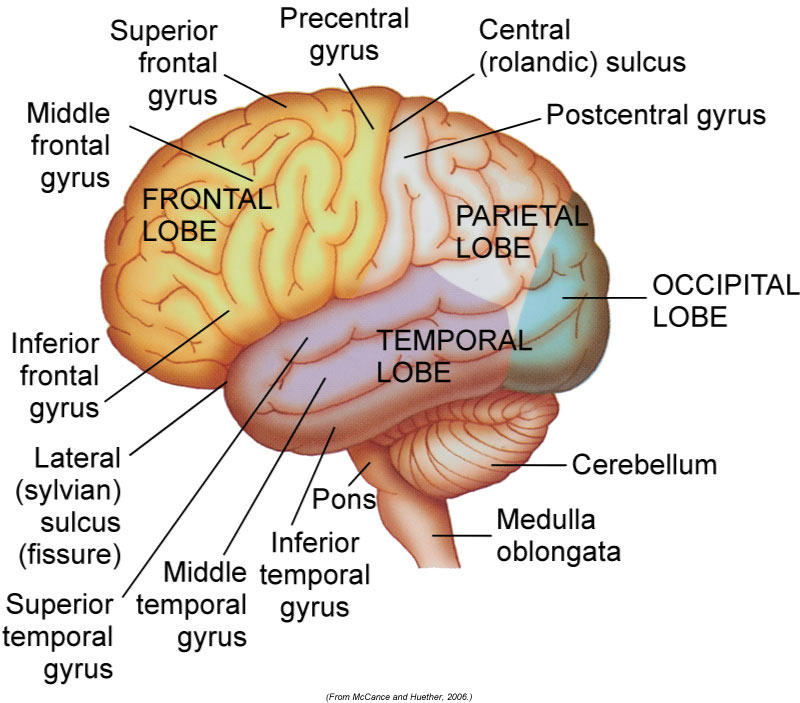 Superior
frontal
gyrus
Precentral
gyrus
Central
(rolandic) sulcus
Postcentral gyrus
Middle
frontal
gyrus
FRONTAL
LOBE
PARIETAL
LOBE
OCCIPITAL
LOBE
TEMPORAL
LOBE
Inferior
frontal
gyrus
Lateral
(sylvian)
sulcus
(fissure)
Superior
temporal
gyrus
Middle
temporal
gyrus
Inferior
temporal
gyrus
Pons
Cerebellum
Medulla
oblongata
(From McCance and Huether, 2006.)